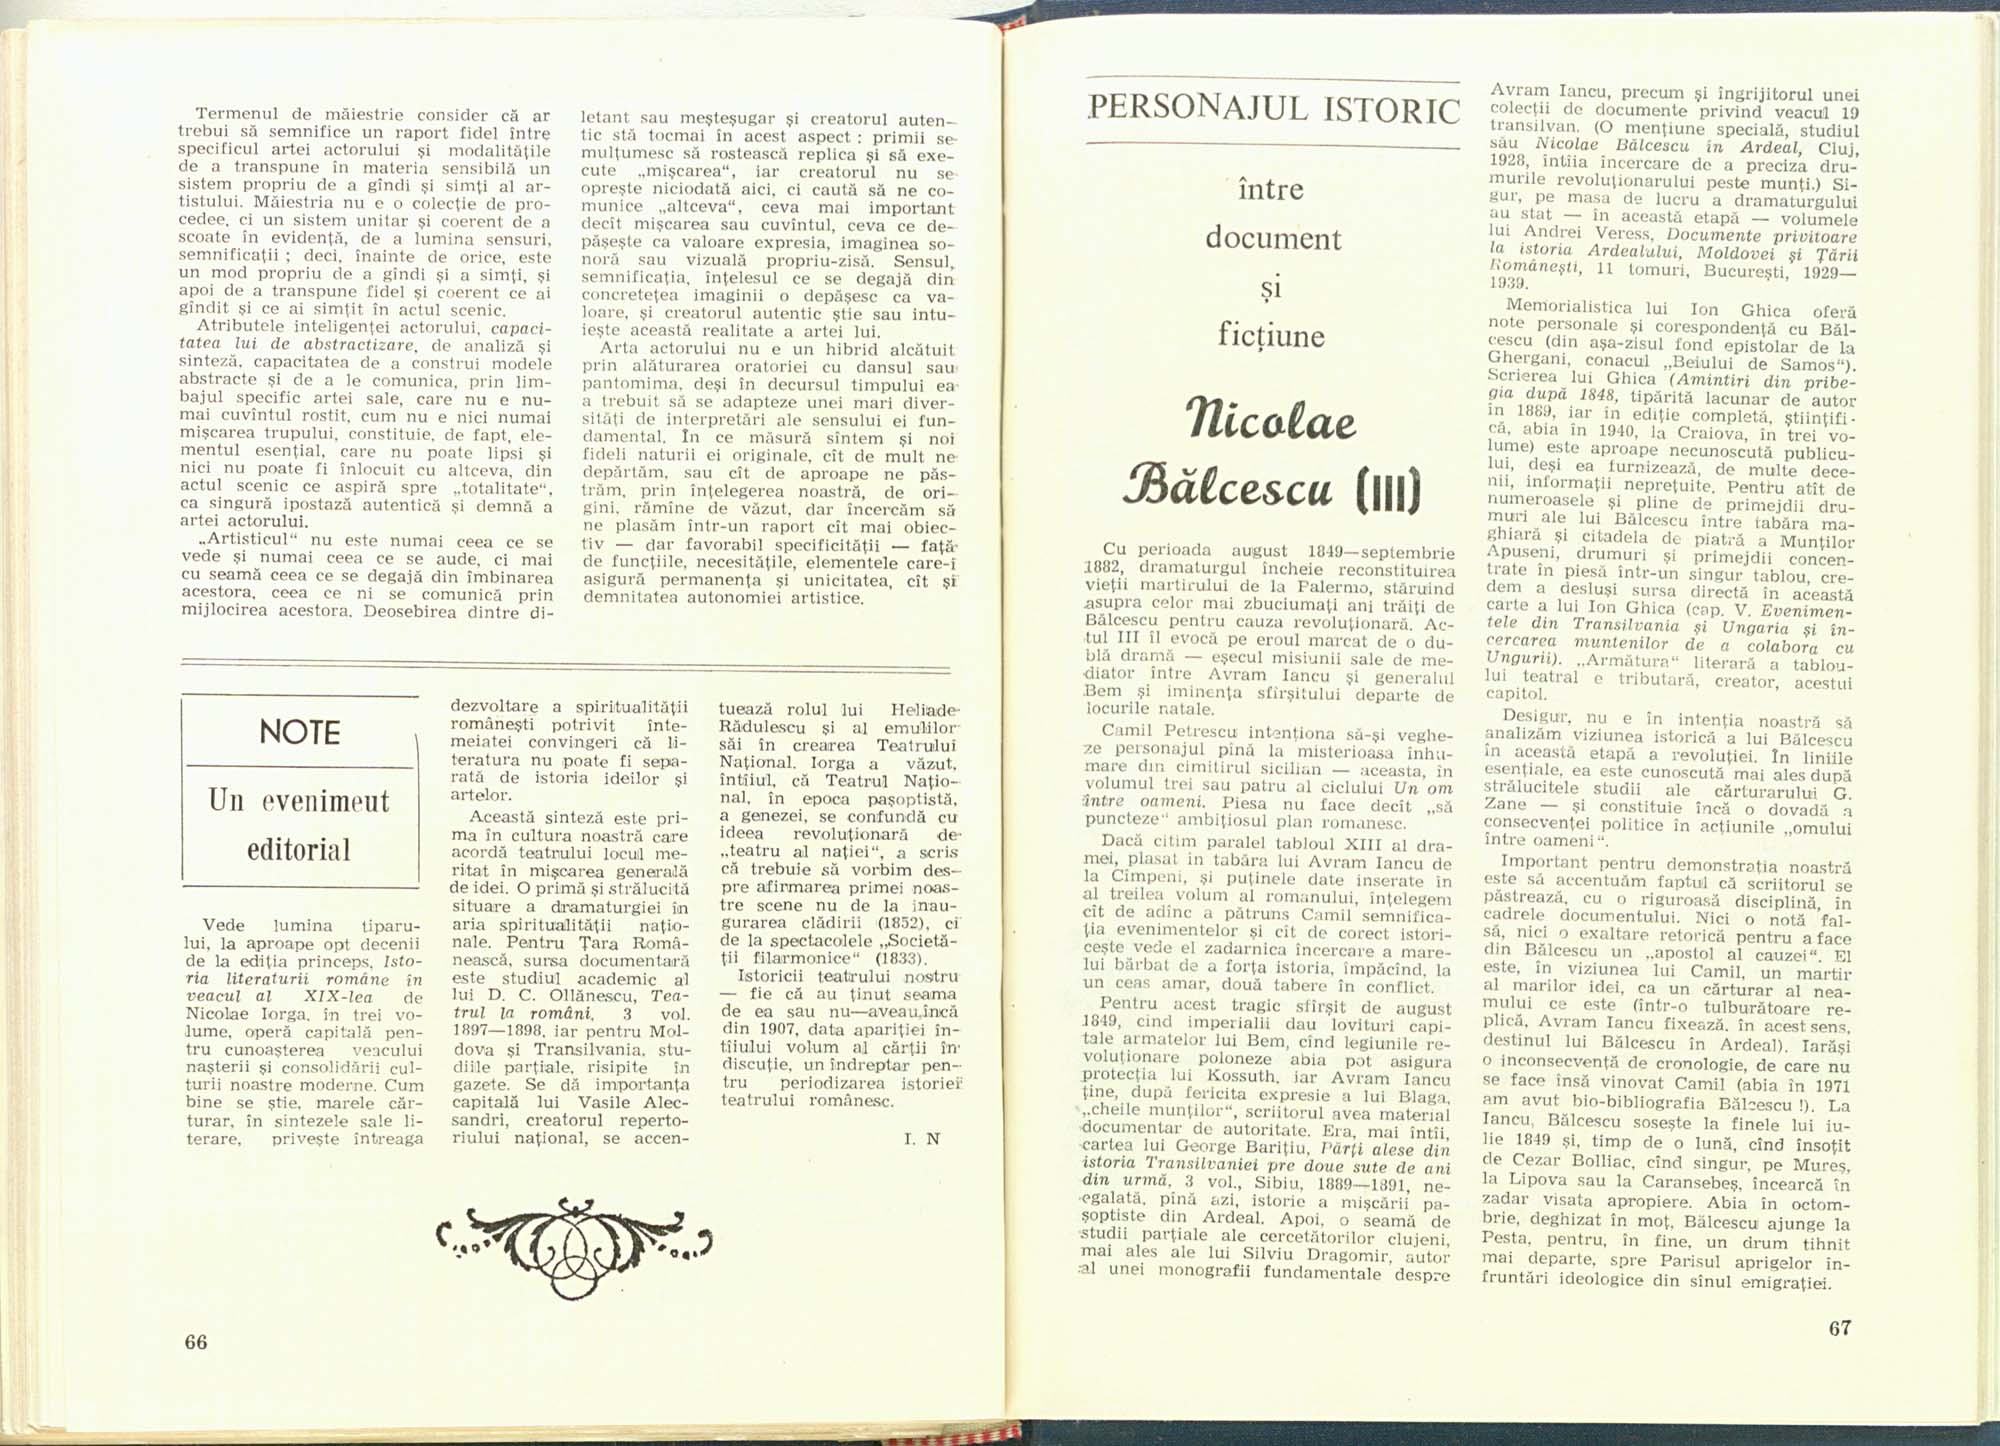 Termenul de măiestrie consider că ar
trebui să semnifice un raport fidel între
specificul artei actorului și modalitățile
de a transpune în materia sensibilă un
sistem propriu de a gîndi și simți al ar-
tistului. Măiestria nu e o colecție de pro-
cedee, ci un sistem unitar și coerent de a
scoate în evidență, de a lumina sensuri,
semnificații ; deci, înainte de orice, este
un mod propriu de a gîndi și a simți, și
apoi de a transpune fidel și coerent ce ai
gîndit și ce ai simțit în actul scenic.
Atributele inteligenței actorului, capaci-
tatea lui de abstractizare, de analiză și
sinteză, capacitatea de a construi modele
abstracte și de a le comunica, prin lim-
bajul specific artei sale, care nu e nu-
mai cuvîntul rostit, cum nu e nici numai
mișcarea trupului, constituie, de fapt, ele-
mentul esențial, care nu poate lipsi și
nici nu poate fi înlocuit cu altceva, din
actul scenic ce aspiră spre „totalitate“,
ca singură ipostază autentică și demnă a
artei actorului.
„Artisticul“ nu este numai ceea ce se
vede și numai ceea ce se aude, ci mai
cu seamă ceea ce se degajă din îmbinarea
acestora, ceea ce ni se comunică prin
mijlocirea acestora. Deosebirea dintre di-
letant sau meșteșugar și creatorul auten-
tic stă tocmai în acest aspect : primii se
mulțumesc să rostească replica și să exe-
cute „mișcarea“, iar creatorul nu se
oprește niciodată aici, ci caută să ne co-
munice „altceva“, ceva mai important
decît mișcarea sau cuvîntul, ceva ce de-
pășește ca valoare expresia, imaginea so-
noră sau vizuală propriu-zisă. Sensul,
semnificația, înțelesul ce se degajă din
concretețea imaginii o depășesc ca va-
loare, și creatorul autentic știe sau intu-
iește această realitate a artei lui.
Arta actorului nu e un hibrid alcătuit
prin alăturarea oratoriei cu dansul sau
pantomima, deși în decursul timpului ea
a trebuit să se adapteze unei mari diver-
sități de interpretări ale sensului ei fun-
damental. În ce măsură sîntem și noi
fideli naturii ei originale, cît de mult ne
depărtăm, sau cît de aproape ne păs-
trăm, prin înțelegerea noastră, de ori-
gini, rămîne de văzut, dar încercăm să
ne plasăm într-un raport cît mai obiec-
tiv — dar favorabil specificității — față
de funcțiile, necesitățile, elementele care-i
asigură permanența și unicitatea, cît și
demnitatea autonomiei artistice.
NOTE
Un evenimeut
editorial
Vede lumina tiparu-
lui, la aproape opt decenii
de la ediția princeps, Isto-
ria literaturii române în
veacul al XIX-lea de
Nicolae Iorga, în trei vo-
lume, operă capitală pen-
tru cunoașterea veacului
nașterii și consolidării cul-
turii noastre moderne. Cum
bine se știe, marele căr-
turar, în sintezele sale li-
terare, privește întreaga
dezvoltare a spiritualității
românești potrivit înte-
meiatei convingeri că li-
teratura nu poate fi sepa-
rată de istoria ideilor și
artelor.
Această sinteză este pri-
ma în cultura noastră care
acordă teatrului locul me-
ritat în mișcarea generală
de idei. O primă și strălucită
situare a dramaturgiei în
aria spiritualității națio-
nale. Pentru Țara Româ-
nească, sursa documentară
este studiul academic al
lui D. C. Ollănescu, Tea-
trul la români, 3 vol.
1897—1898, iar pentru Mol-
dova și Transilvania, stu-
diile parțiale, risipite în
gazete. Se dă importanța
capitală lui Vasile Alec-
sandri, creatorul reperto-
riului național, se accen-
tuează rolul lui Heliade-
Rădulescu și al emulilor
săi în crearea Teatrului
Național. Iorga a văzut,
întîiul, că Teatrul Națio-
nal, în epoca pașoptistă,
a genezei, se confundă cu
ideea revoluționară de
„teatru al nației“, a scris
că trebuie să vorbim des-
pre afirmarea primei noas-
tre scene nu de la inau-
gurarea clădirii (1852), ci
de la spectacolele „Societă-
ții filarmonice“ (1833).
Istoricii teatrului nostru
— fie că au ținut seama
de ea sau nu—aveau,încă
din 1907, data apariției în-
tîiului volum al cărții în
discuție, un îndreptar pen-
tru periodizarea istoriei
teatrului românesc.
I. N
66
PERSONAJUL ISTORIC
între
document
și
ficțiune
Nicolae
Bălcescu (III)
Cu perioada august 1849—septembrie
1882, dramaturgul încheie reconstituirea
vieții martirului de la Palermo, stăruind
asupra celor mai zbuciumați ani trăiți de
Bălcescu pentru cauza revoluționară. Ac-
tul III îl evocă pe eroul marcat de o du-
blă dramă — eșecul misiunii sale de me-
diator între Avram Iancu și generalul
Bem și iminența sfîrșitului departe de
locurile natale.
Camil Petrescu intenționa să-și veghe-
ze personajul pînă la misterioasa înhu-
mare din cimitirul sicilian — aceasta, în
volumul trei sau patru al ciclului Un om
între oameni. Piesa nu face decît „să
puncteze“ ambițiosul plan romanesc.
Dacă citim paralel tabloul XIII al dra-
mei, plasat în tabăra lui Avram Iancu de
la Cîmpeni, și puținele date inserate în
al treilea volum al romanului, înțelegem
cît de adînc a pătruns Camil semnifica-
ția evenimentelor și cît de corect istori-
cește vede el zadarnica încercare a mare-
lui bărbat de a forța istoria, împăcînd, la
un ceas amar, două tabere în conflict.
Pentru acest tragic sfîrșit de august
1849, cînd imperialii dau lovituri capi-
tale armatelor lui Bem, cînd legiunile re-
voluționare poloneze abia pot asigura
protecția lui Kossuth, iar Avram Iancu
ține, după fericita expresie a lui Blaga,
„cheile munților“, scriitorul avea material
documentar de autoritate. Era, mai întîi,
cartea lui George Barițiu, Părți alese din
istoria Transilvaniei pre doue sute de ani
din urmă, 3 vol., Sibiu, 1889—1891, ne-
egalată, pînă azi, istorie a mișcării pa-
șoptiste din Ardeal. Apoi, o seamă de
studii parțiale ale cercetătorilor clujeni,
mai ales ale lui Silviu Dragomir, autor
al unei monografii fundamentale despre
Avram Iancu, precum și îngrijitorul unei
colecții de documente privind veacul 19
transilvan. (O mențiune specială, studiul
său Nicolae Bălcescu în Ardeal, Cluj,
1928, întîia încercare de a preciza dru-
murile revoluționarului peste munți.) Si-
gur, pe masa de lucru a dramaturgului
au stat — în această etapă — volumele
lui Andrei Veress, Documente privitoare
la istoria Ardealului, Moldovei și Țării
Românești, 11 tomuri, București, 1929—
1939.
Memorialistica lui Ion Ghica oferă
note personale și corespondență cu Băl-
cescu (din așa-zisul fond epistolar de la
Ghergani, conacul „Beiului de Samos“).
Scrierea lui Ghica (Amintiri din pribe-
gia după 1848, tipărită lacunar de autor
în 1889, iar în ediție completă, științifi-
că, abia în 1940, la Craiova, în trei vo-
lume) este aproape necunoscută publicu-
lui, deși ea furnizează, de multe dece-
nii, informații neprețuite. Pentru atît de
numeroasele și pline de primejdii dru-
muri ale lui Bălcescu între tabăra ma-
ghiară și citadela de piatră a Munților
Apuseni, drumuri și primejdii concen-
trate în piesă într-un singur tablou, cre-
dem a desluși sursa directă în această
carte a lui Ion Ghica (cap. V. Evenimen-
tele din Transilvania și Ungaria și în-
cercarea muntenilor de a colabora cu
Ungurii). „Armătura“ literară a tablou-
lui teatral e tributară, creator, acestui
capitol.
Desigur, nu e în intenția noastră să
analizăm viziunea istorică a lui Bălcescu
în această etapă a revoluției. În liniile
esențiale, ea este cunoscută mai ales după
strălucitele studii ale cărturarului G.
Zane — și constituie încă o dovadă a
consecvenței politice în acțiunile „omului
între oameni“.
Important pentru demonstrația noastră
este să accentuăm faptul că scriitorul se
păstrează, cu o riguroasă disciplină, în
cadrele documentului. Nici o notă fal-
să, nici o exaltare retorică pentru a face
din Bălcescu un „apostol al cauzei“. El
este, în viziunea lui Camil, un martir
al marilor idei, ca un cărturar al nea-
mului ce este (într-o tulburătoare re-
plică, Avram Iancu fixează, în acest sens,
destinul lui Bălcescu în Ardeal). Iarăși
o inconsecvență de cronologie, de care nu
se face însă vinovat Camil (abia în 1971
am avut bio-bibliografia Bălcescu !). La
Iancu, Bălcescu sosește la finele lui iu-
lie 1849 și, timp de o lună, cînd însoțit
de Cezar Bolliac, cînd singur, pe Mureș,
la Lipova sau la Caransebeș, încearcă în
zadar visata apropiere. Abia în octom-
brie, deghizat în moț, Bălcescu ajunge la
Pesta, pentru, în fine, un drum tihnit
mai departe, spre Parisul aprigelor în-
fruntări ideologice din sînul emigrației.
67